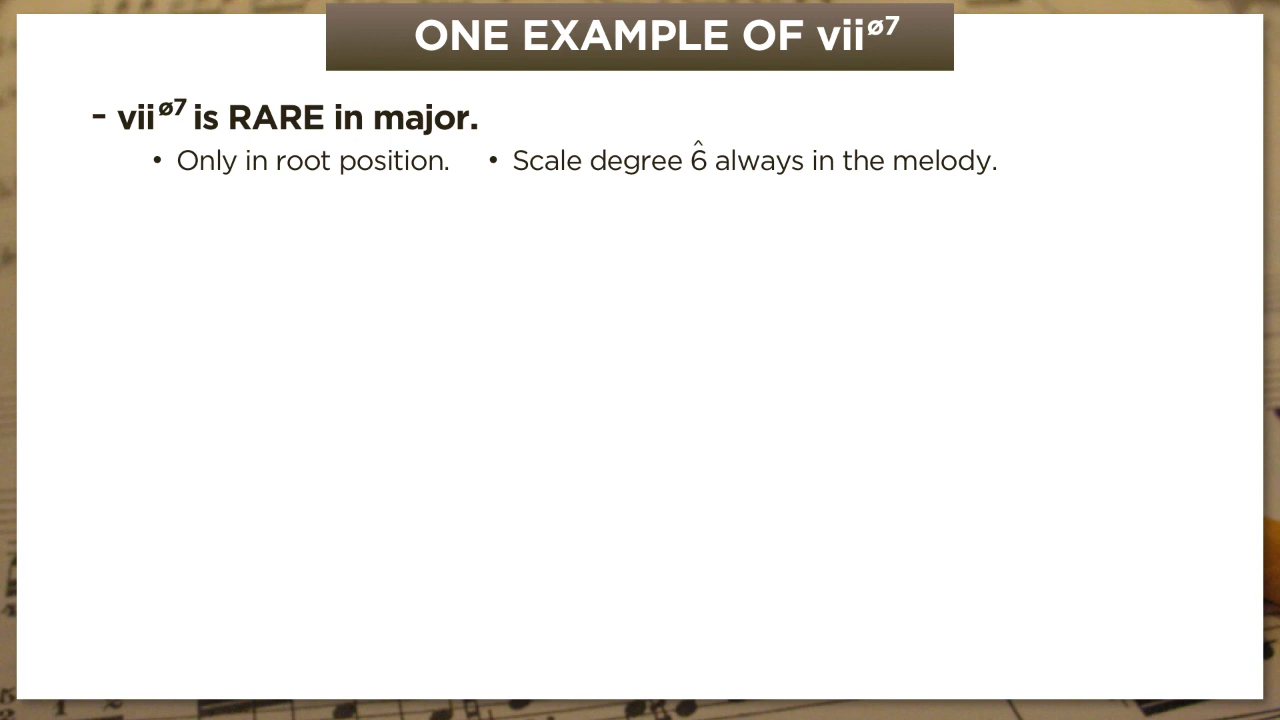 ONE EXAMPLE OF viiø7
– viiø7 is RARE in major.
• Only in root position. • Scale degree 6̂ always in the melody.